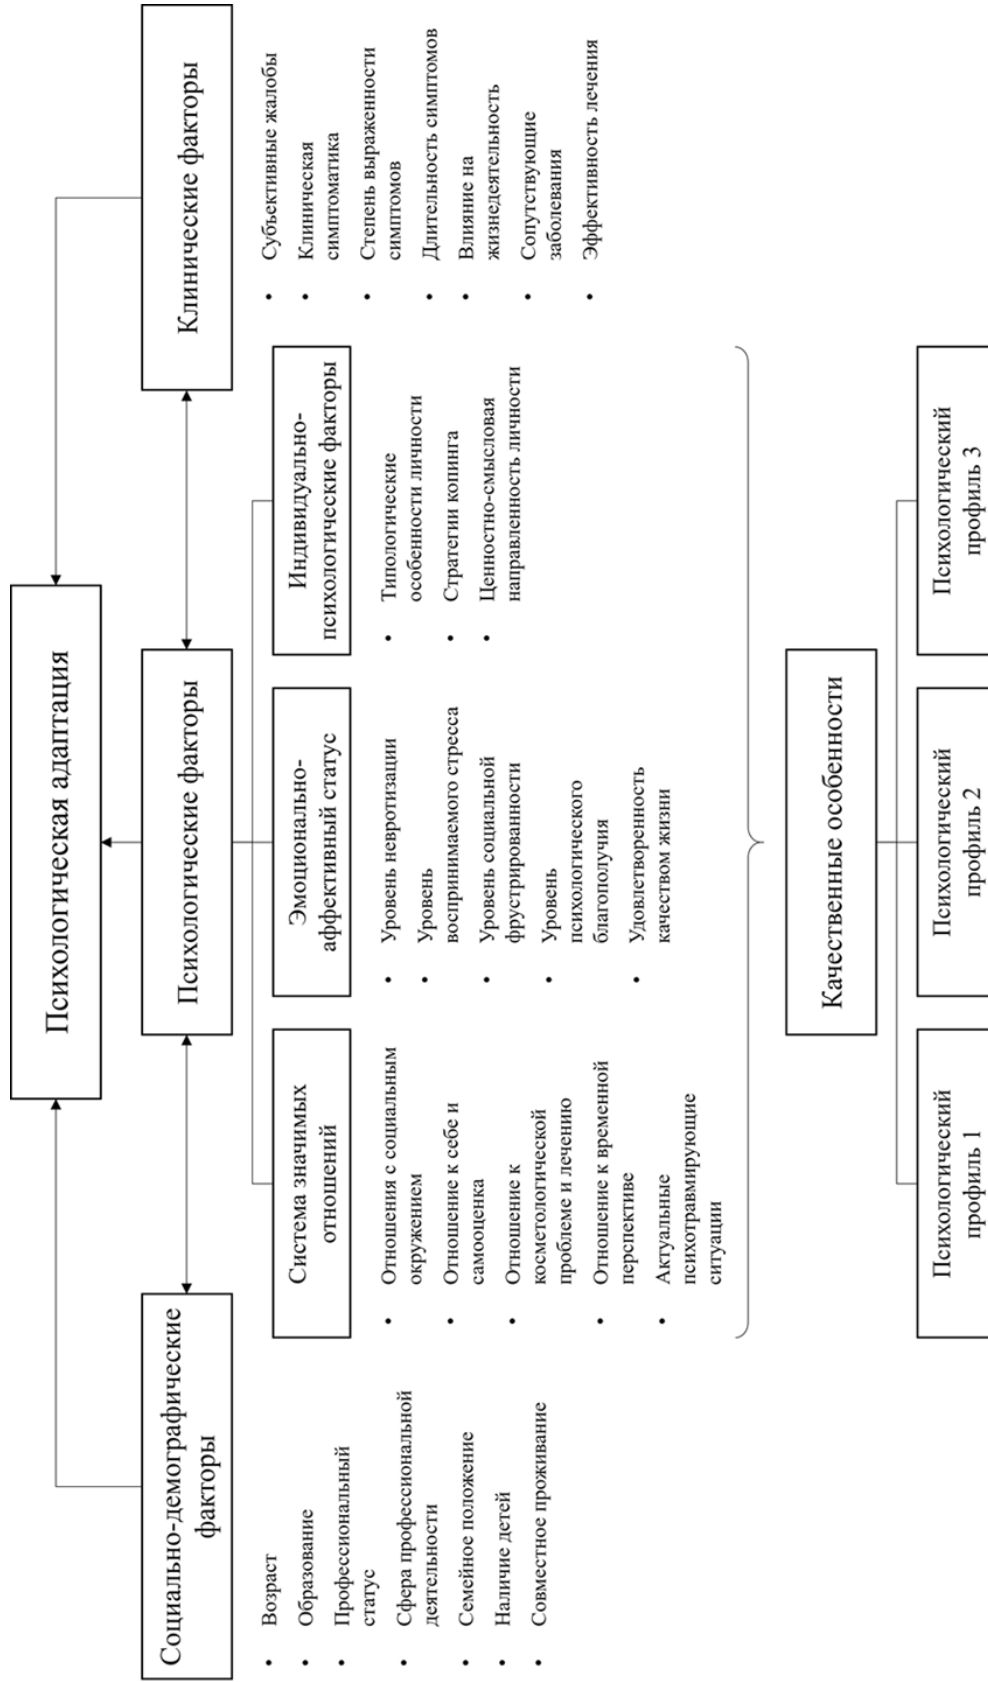 Психологическая адаптация
Социально-демографические
факторы
Психологические факторы
Клинические факторы
• Возраст
• Образование
• Профессиональный
статус
• Сфера профессиональной
деятельности
• Семейное положение
• Наличие детей
• Совместное проживание
Система значимых
отношений
• Отношения с социальным
окружением
• Отношение к себе и
самооценка
• Отношение к
косметологической
проблеме и лечению
• Отношение к временной
перспективе
• Актуальные
психотравмирующие
ситуации
Эмоционально-
аффективный статус
• Уровень невротизации
• Уровень
воспринимаемого стресса
• Уровень социальной
фрустрированности
• Уровень
психологического
благополучия
• Удовлетворенность
качеством жизни
Индивидуально-
психологические факторы
• Типологические
особенности личности
• Стратегии копинга
• Ценностно-смысловая
направленность личности
• Субъективные жалобы
• Клиническая
симптоматика
• Степень выраженности
симптомов
• Длительность симптомов
• Влияние на
жизнедеятельность
• Сопутствующие
заболевания
• Эффективность лечения
Качественные особенности
Психологический
профиль 1
Психологический
профиль 2
Психологический
профиль 3